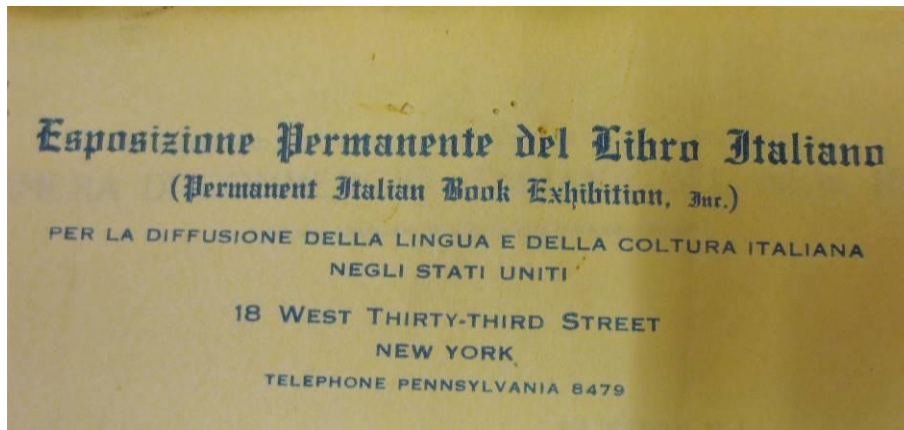 Esposizione Permanente del Libro Italiano
(Permanent Italian Book Exhibition, Inc.)
PER LA DIFFUSIONE DELLA LINGUA E DELLA COLTURA ITALIANA
NEGLI STATI UNITI
18 WEST THIRTY-THIRD STREET
NEW YORK
TELEPHONE PENNSYLVANIA 8479